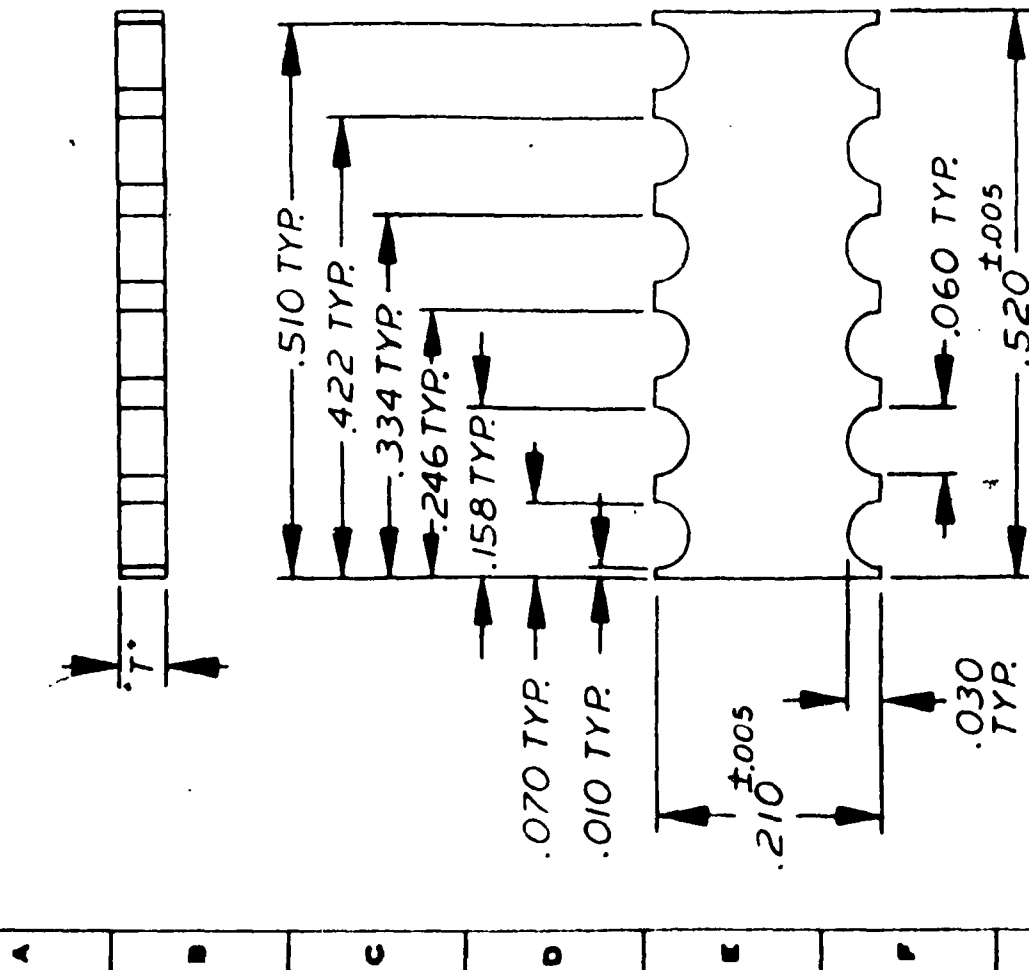 A
B
C
D
E
F
"T"
.510 TYP.
.422 TYP.
.334 TYP.
.246 TYP.
.158 TYP.
.070 TYP.
.010 TYP.
.210 ±.005
.030
TYP.
.060 TYP.
.520 ±.005